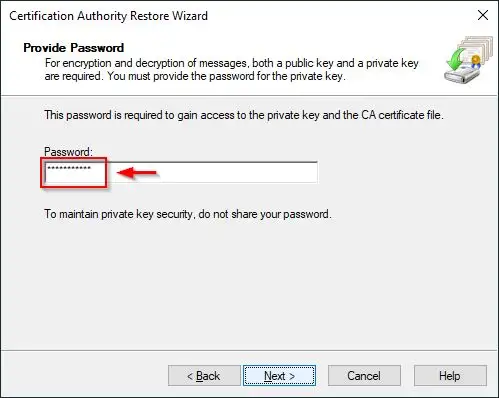 Certification Authority Restore Wizard
Provide Password
For encryption and decryption of messages, both a public key and a private key
are required. You must provide the password for the private key.
This password is required to gain access to the private key and the CA certificate file.
Password:
***********
To maintain private key security, do not share your password.
< Back Next > Cancel Help